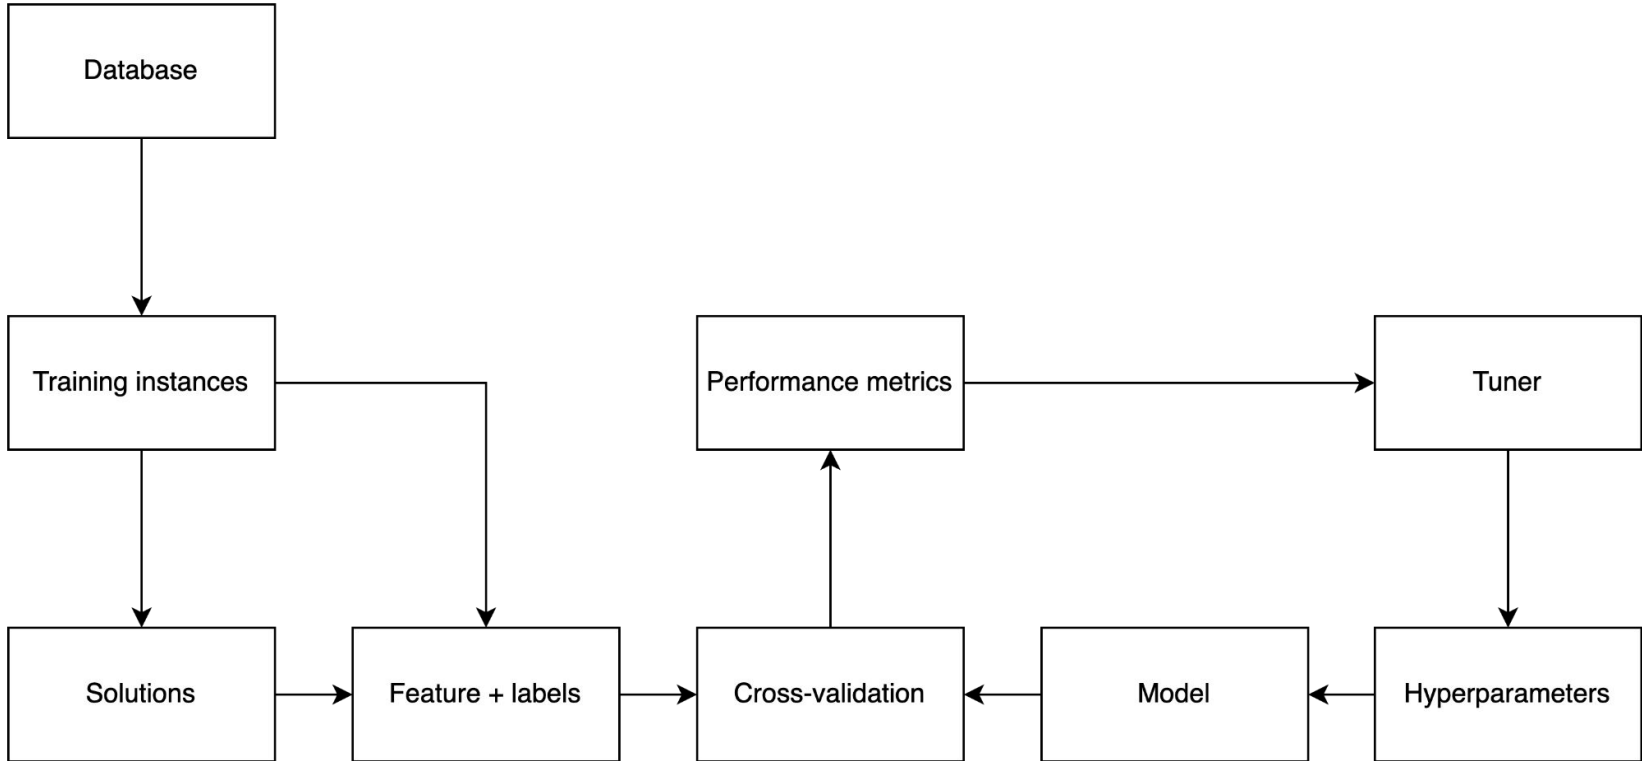 Database
Training instances
Performance metrics
Tuner
Solutions
Feature + labels
Cross-validation
Model
Hyperparameters